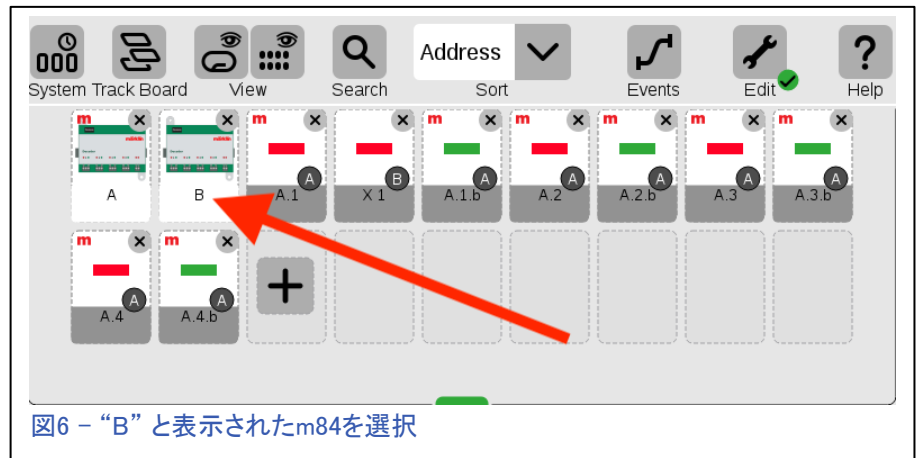 Address
System Track Board View Search Sort Events Edit Help
m m m m m m m m
A B A B A A A A A
A.1 X 1 A.1.b A.2 A.2.b A.3 A.3.b
m m
A A
A.4 A.4.b
図6 – “B” と表示されたm84を選択